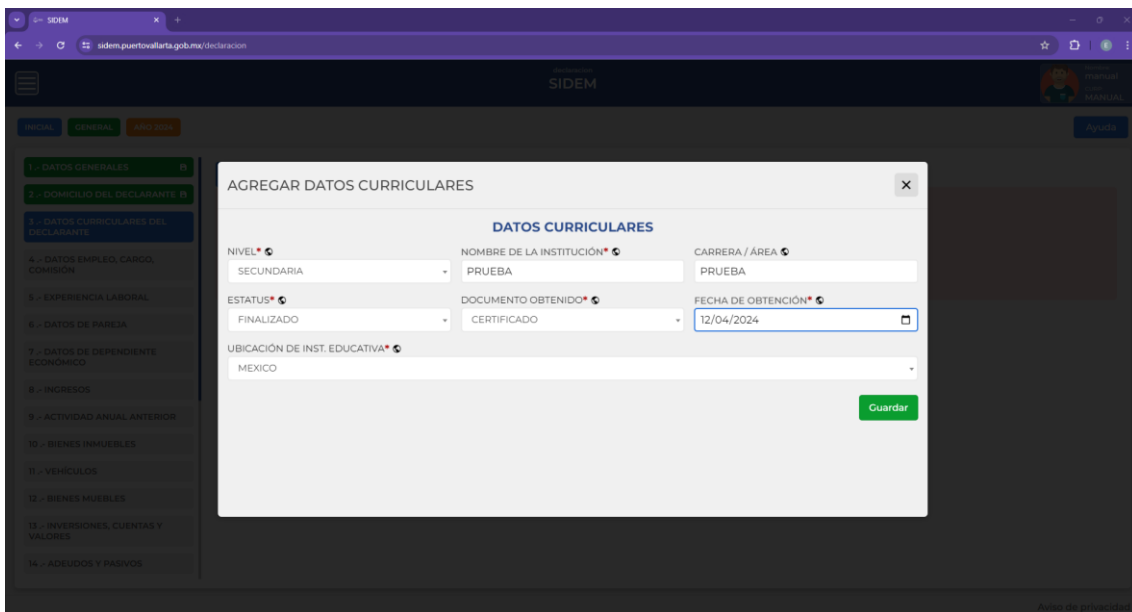 SIDEM
sidem.puertovallarta.gob.mx/declaracion
SIDEM
manual
MANUAL
INICIAL GENERAL AÑO 2024
Ayuda
1.- DATOS GENERALES
2.- DOMICILIO DEL DECLARANTE
3.- DATOS CURRICULARES DEL
DECLARANTE
4.- DATOS EMPLEO, CARGO,
COMISIÓN
5.- EXPERIENCIA LABORAL
6.- DATOS DE PAREJA
7.- DATOS DE DEPENDIENTE
ECONÓMICO
8.- INGRESOS
9.- ACTIVIDAD ANUAL ANTERIOR
10.- BIENES INMUEBLES
11.- VEHÍCULOS
12.- BIENES MUEBLES
13.- INVERSIONES, CUENTAS Y
VALORES
14.- ADEUDOS Y PASIVOS
AGREGAR DATOS CURRICULARES
DATOS CURRICULARES
NIVEL* NOMBRE DE LA INSTITUCIÓN* CARRERA / ÁREA
SECUNDARIA PRUEBA PRUEBA
ESTATUS* DOCUMENTO OBTENIDO* FECHA DE OBTENCIÓN*
FINALIZADO CERTIFICADO 12/04/2024
UBICACIÓN DE INST. EDUCATIVA*
MEXICO
Guardar
Aviso de privacidad